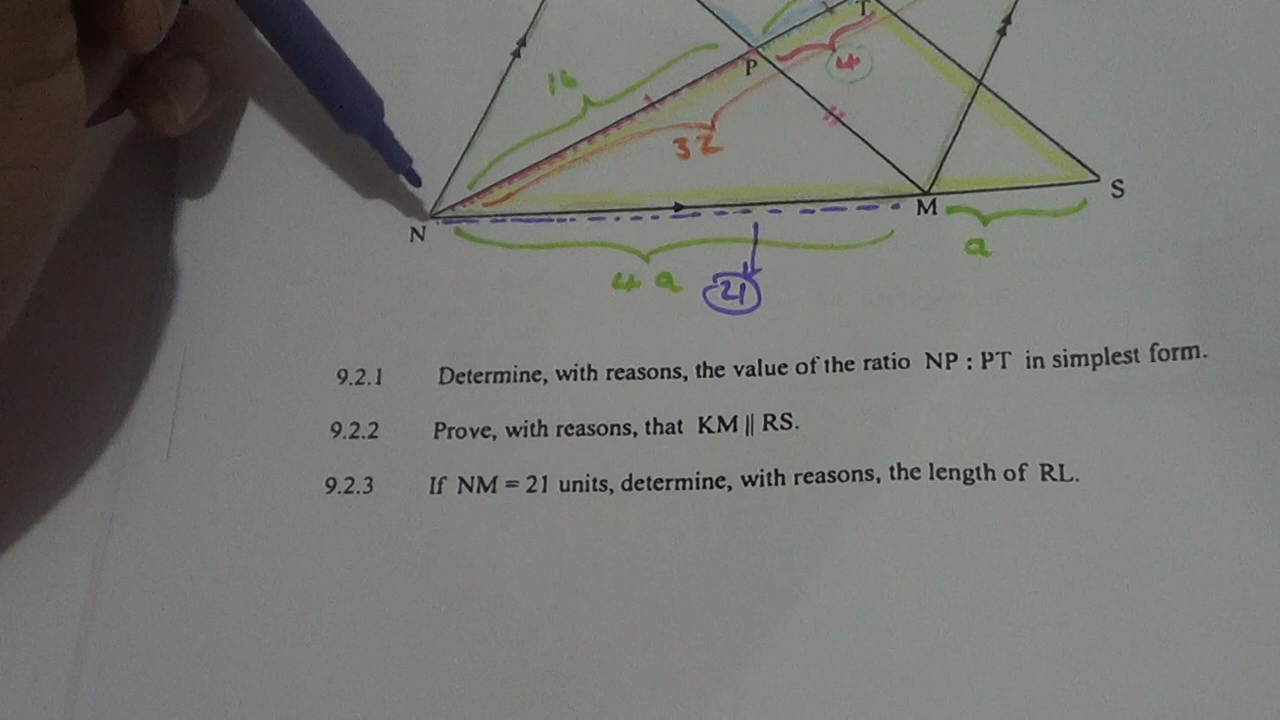 T
P
4
16
32
N
M
S
4 a
21
a
9.2.1 Determine, with reasons, the value of the ratio NP : PT in simplest form.
9.2.2 Prove, with reasons, that KM || RS.
9.2.3 If NM = 21 units, determine, with reasons, the length of RL.